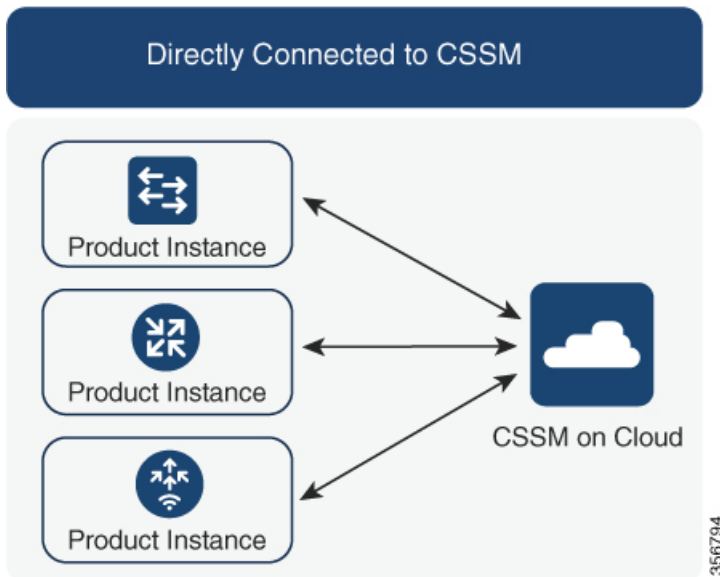 Directly Connected to CSSM
Product Instance
Product Instance
CSSM on Cloud
Product Instance
356794